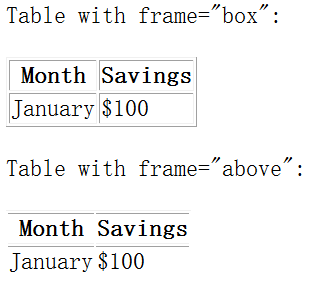 Table with frame="box":
Month Savings
January $100
Table with frame="above":
Month Savings
January $100